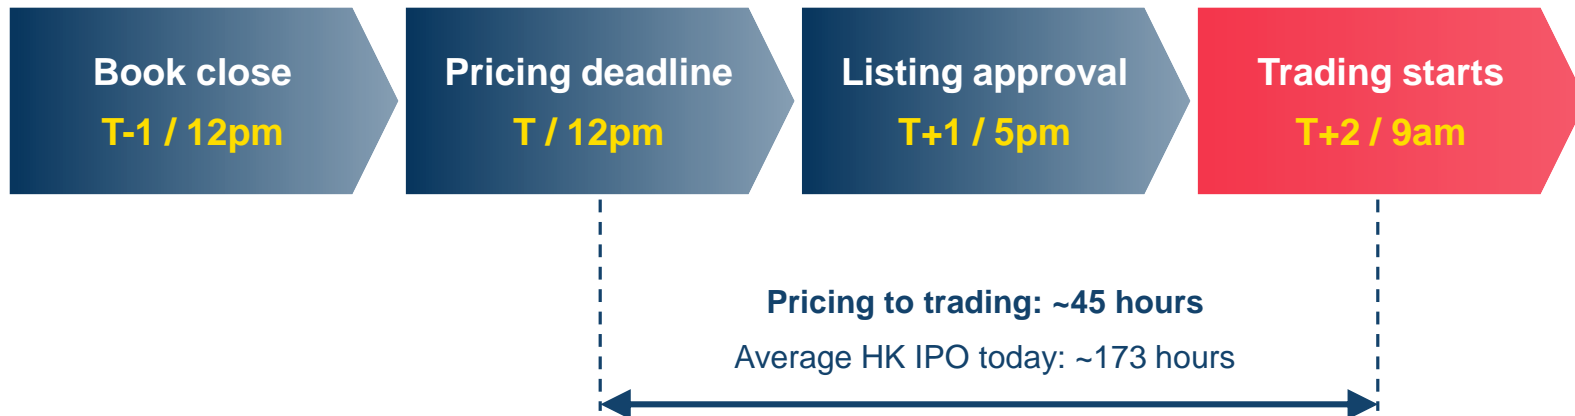 Book close
T-1 / 12pm
Pricing deadline
T / 12pm
Listing approval
T+1 / 5pm
Trading starts
T+2 / 9am
Pricing to trading: ~45 hours
Average HK IPO today: ~173 hours